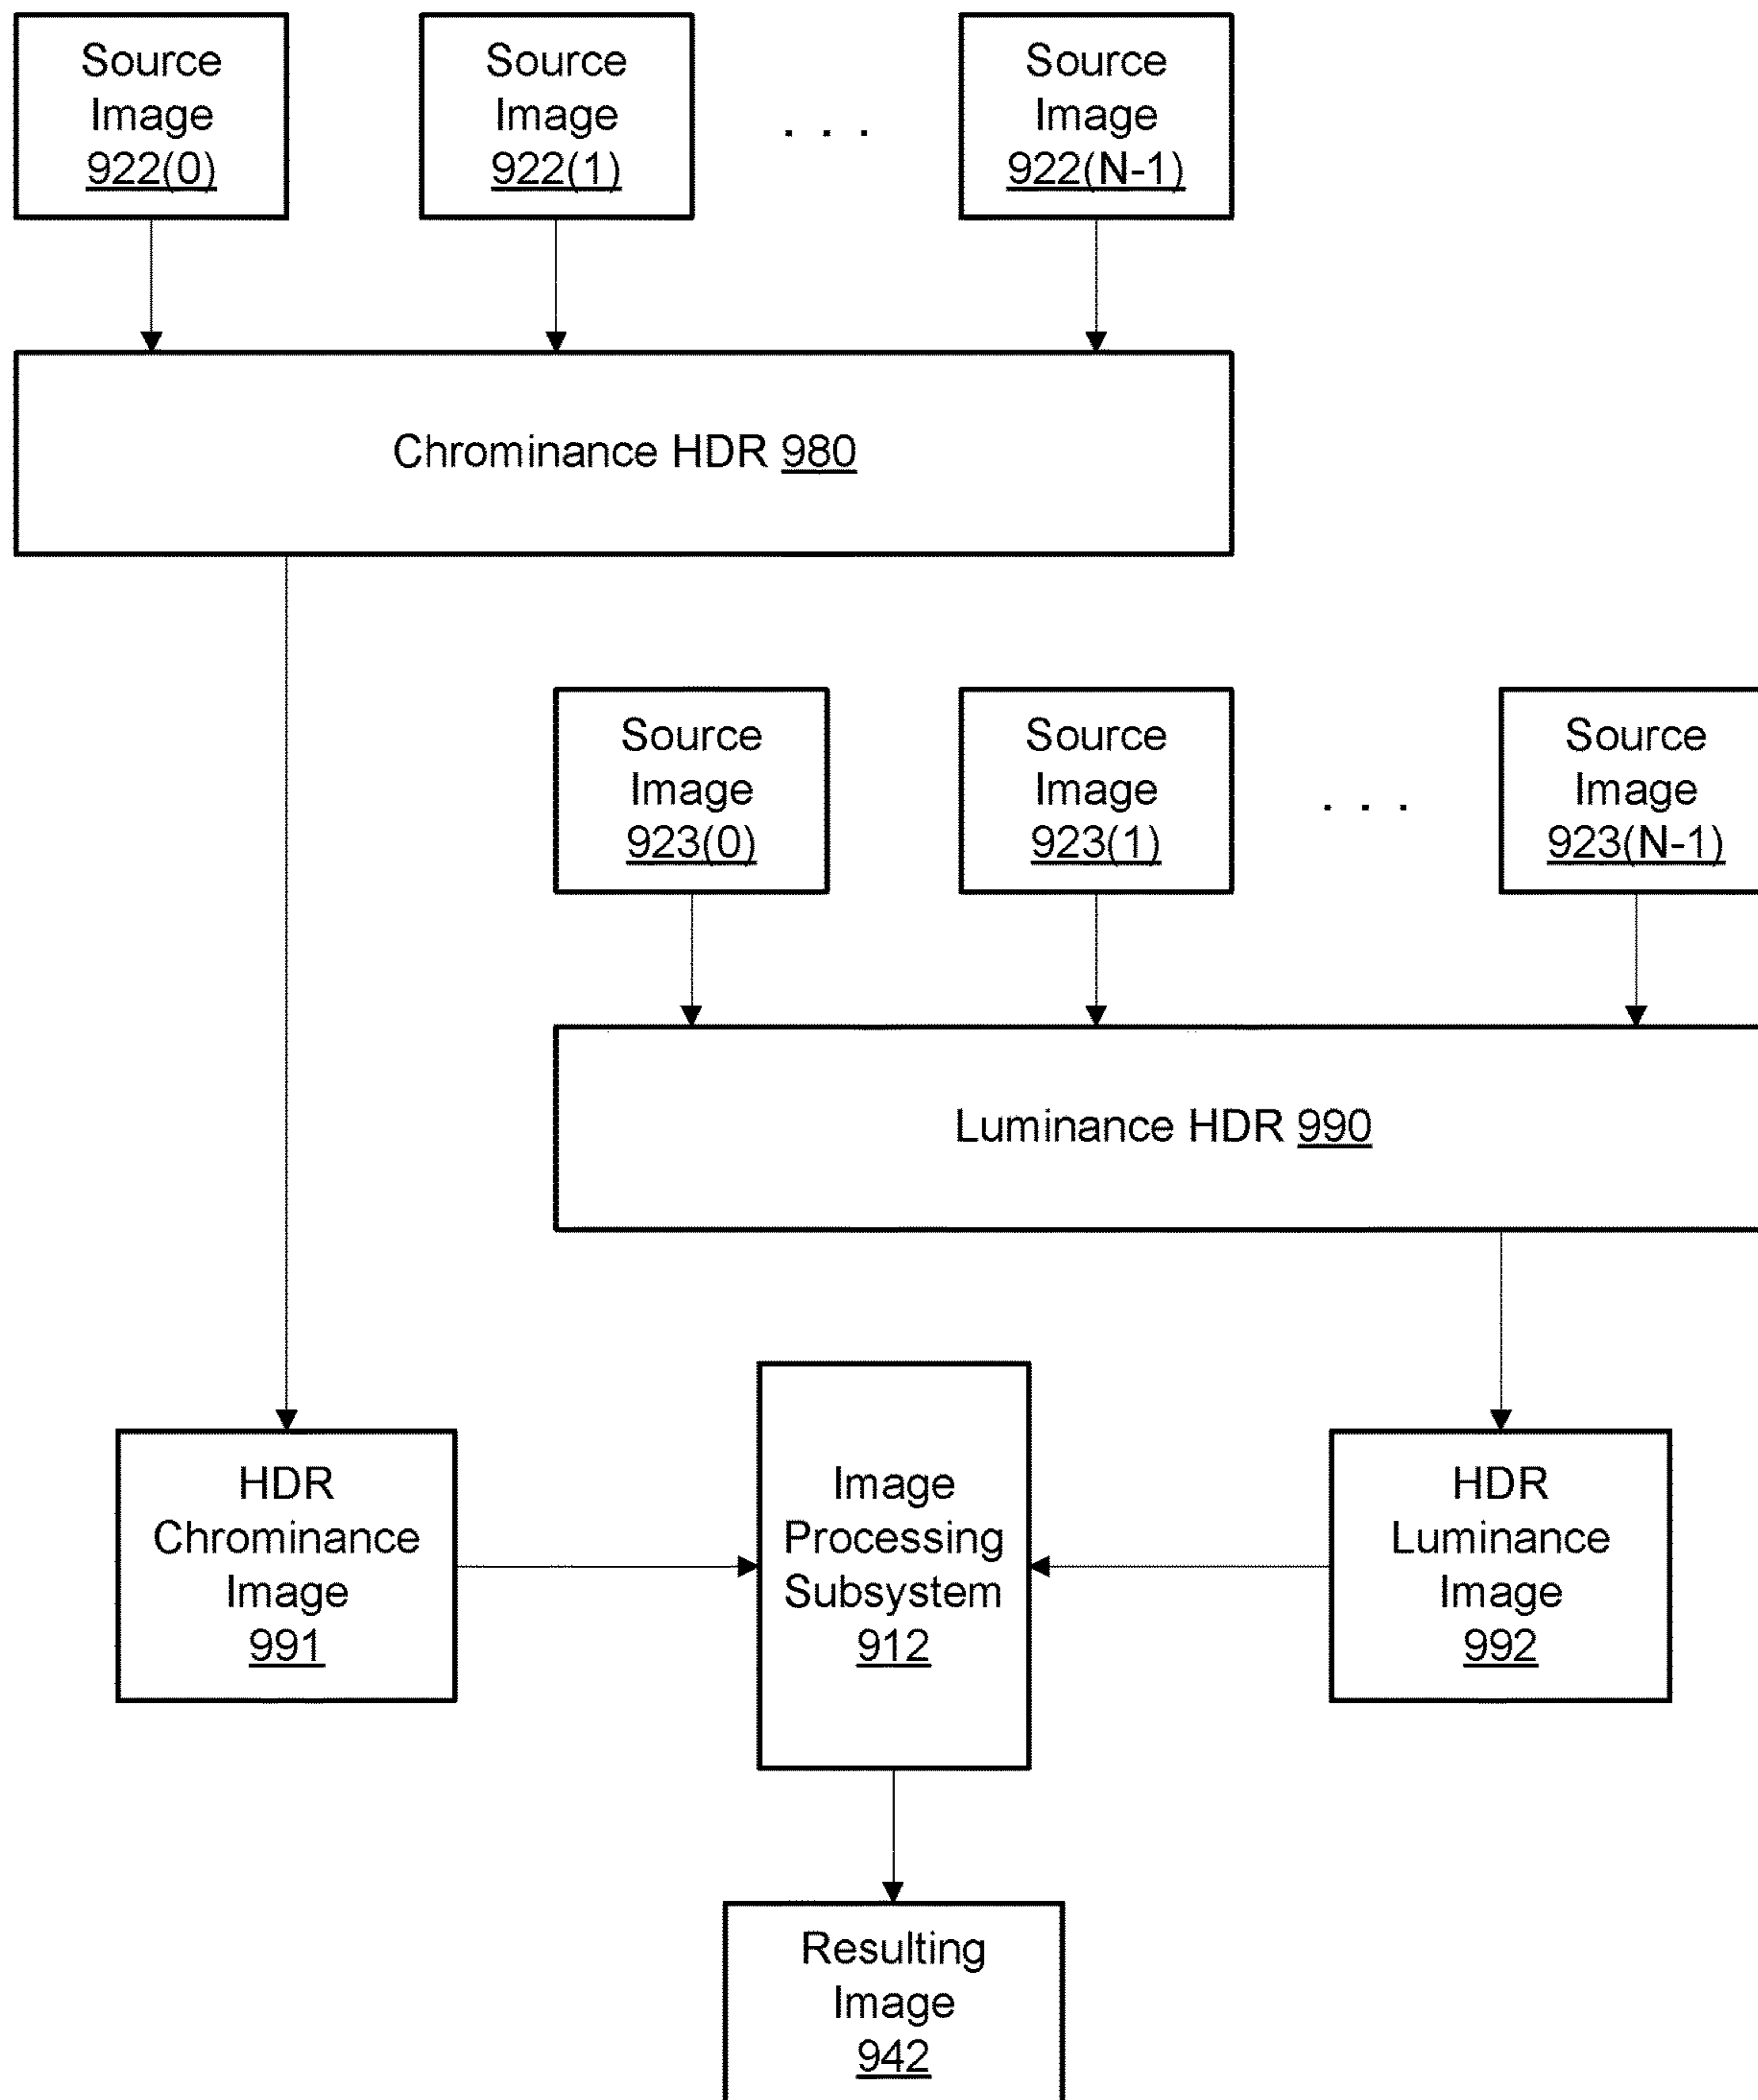 Source
Image
922(0)
Source
Image
922(1)
. . .
Source
Image
922(N-1)
Chrominance HDR 980
Source
Image
923(0)
Source
Image
923(1)
. . .
Source
Image
923(N-1)
Luminance HDR 990
HDR
Chrominance
Image
991
Image
Processing
Subsystem
912
HDR
Luminance
Image
992
Resulting
Image
942